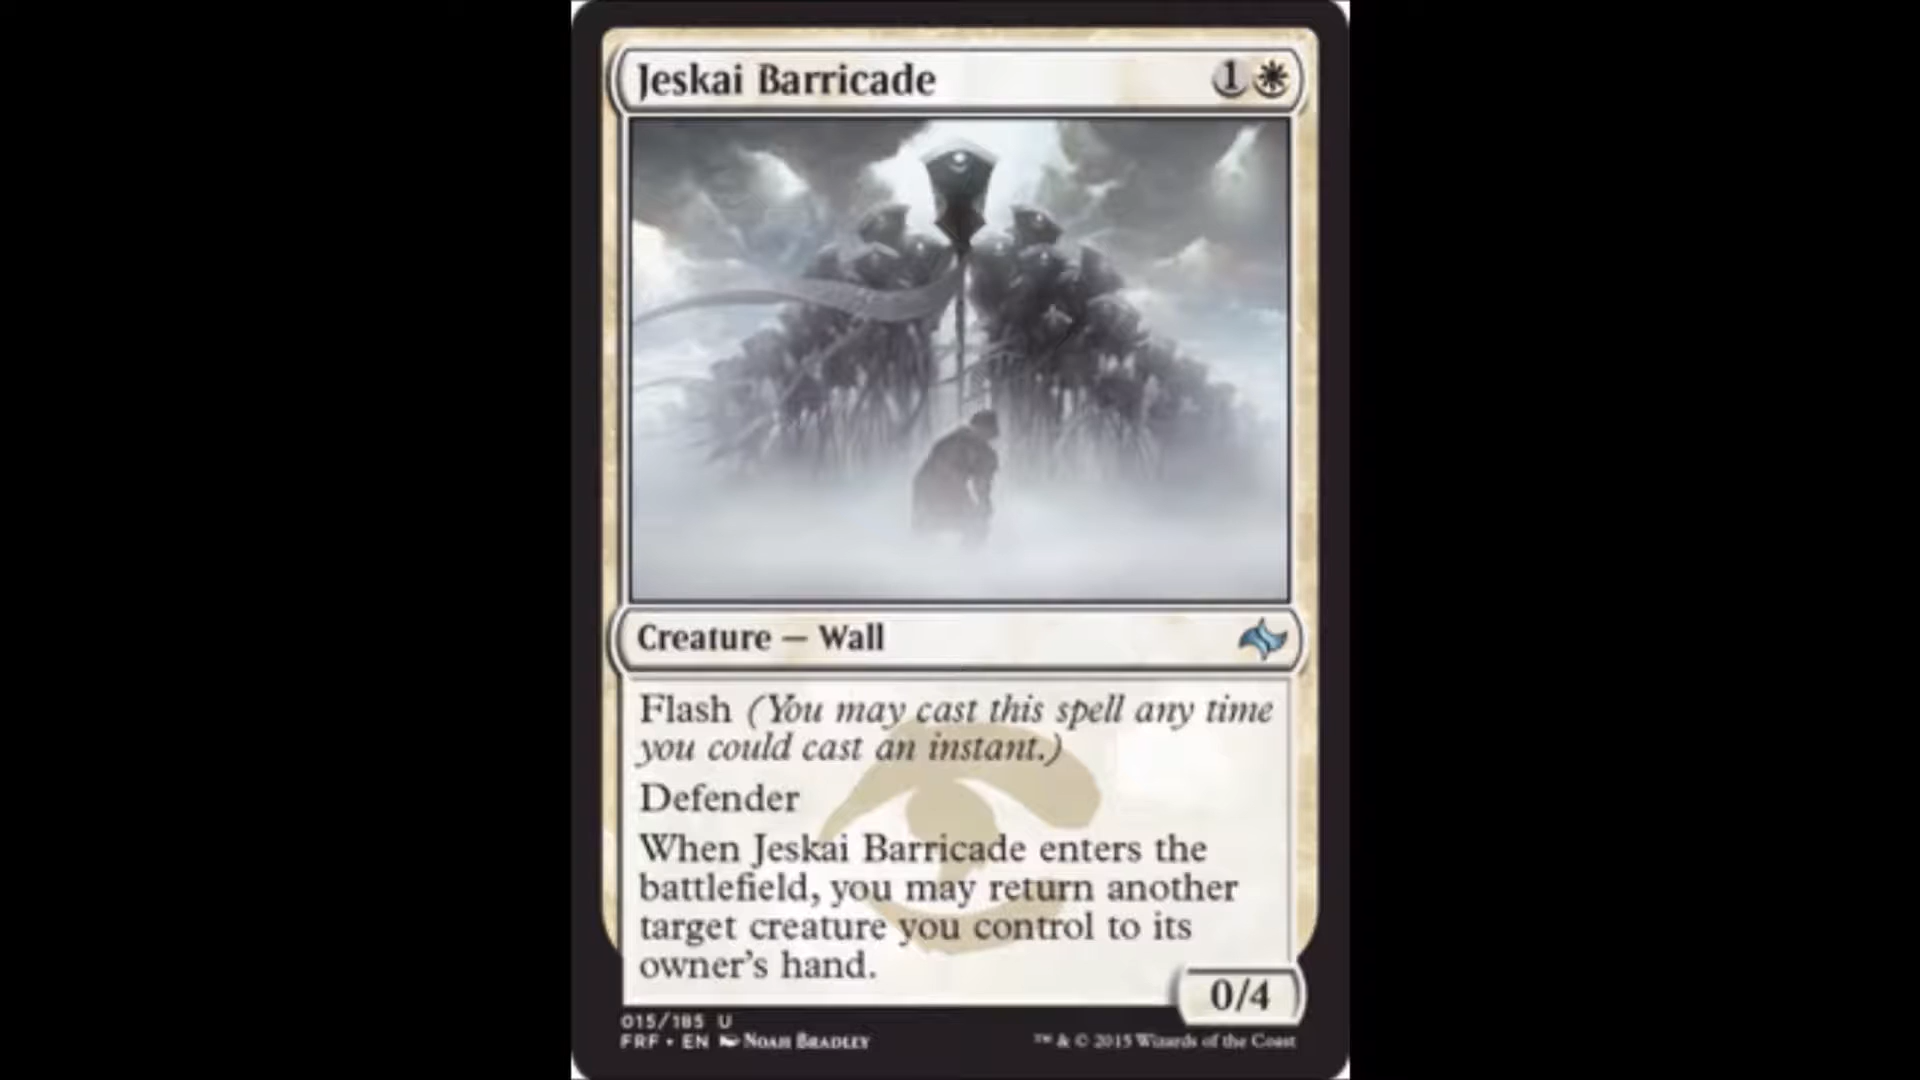 Jeskai Barricade 1
Creature — Wall
Flash (You may cast this spell any time
you could cast an instant.)
Defender
When Jeskai Barricade enters the
battlefield, you may return another
target creature you control to its
owner's hand.
0/4
015/185 U
FRF • EN NOAH BRADLEY
™ & © 2015 Wizards of the Coast